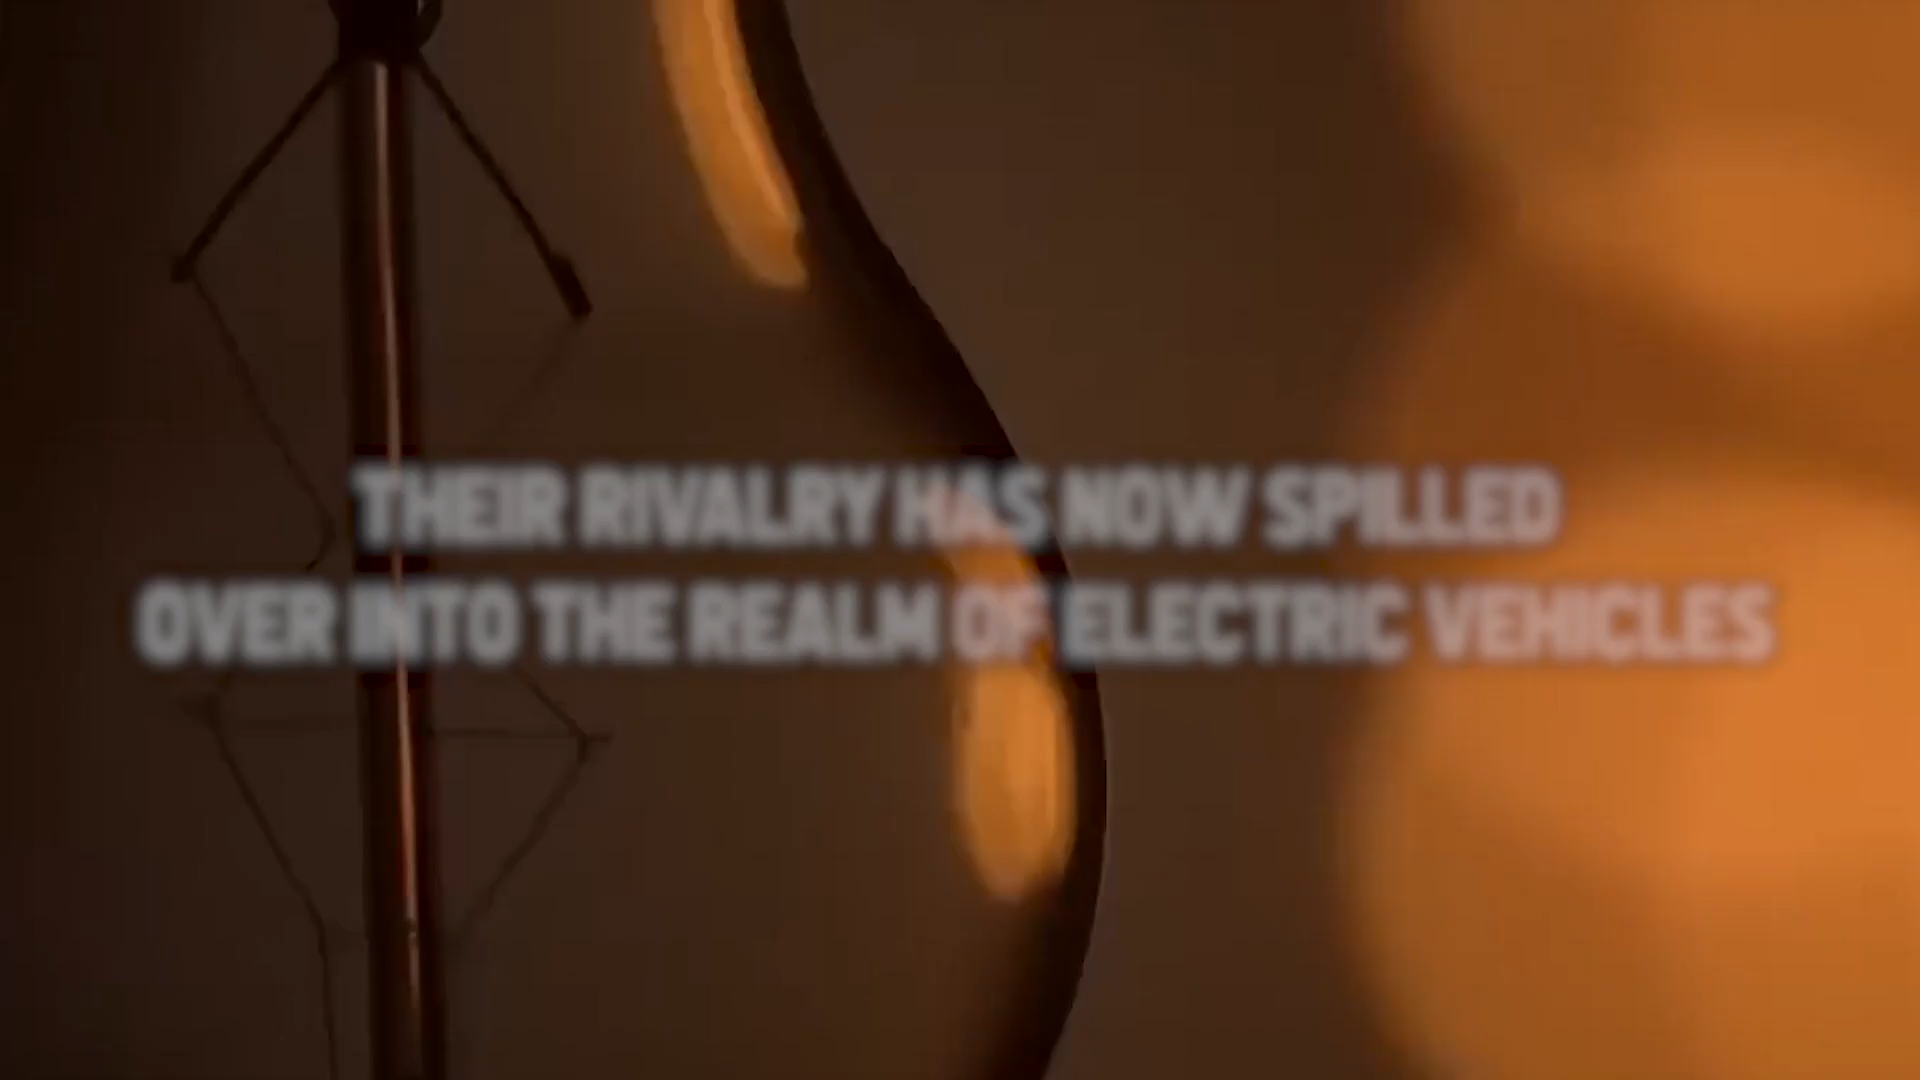 THEIR RIVALRY HAS NOW SPILLED
OVER INTO THE REALM OF ELECTRIC VEHICLES